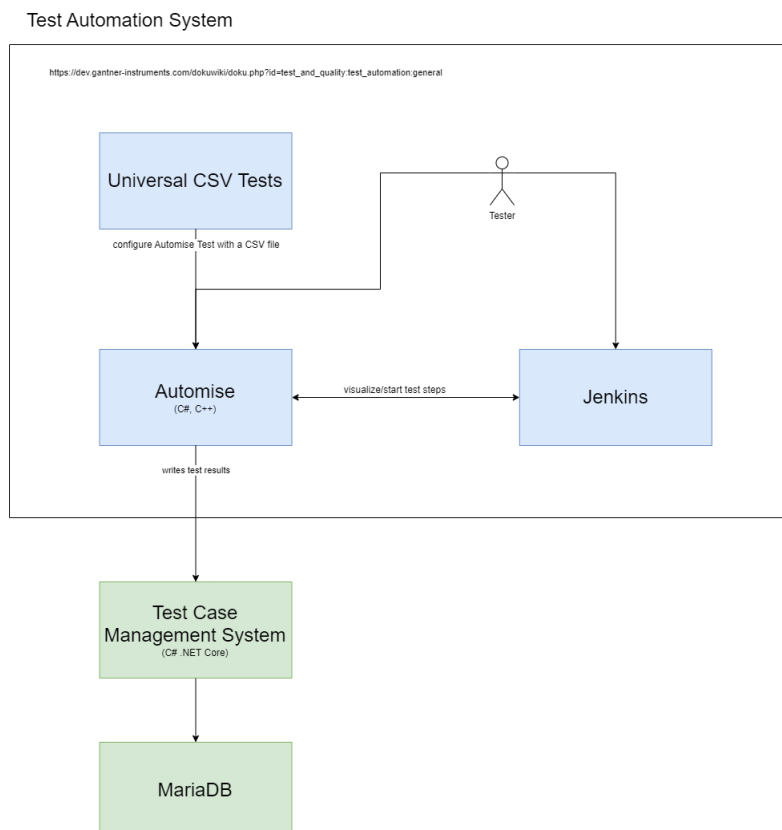 Test Automation System
https://dev.gantner-instruments.com/dokuwiki/doku.php?id=test_and_quality:test_automation:general
Universal CSV Tests
Tester
configure Automise Test with a CSV file
Automise
(C#, C++)
visualize/start test steps
Jenkins
writes test results
Test Case
Management System
(C# .NET Core)
MariaDB